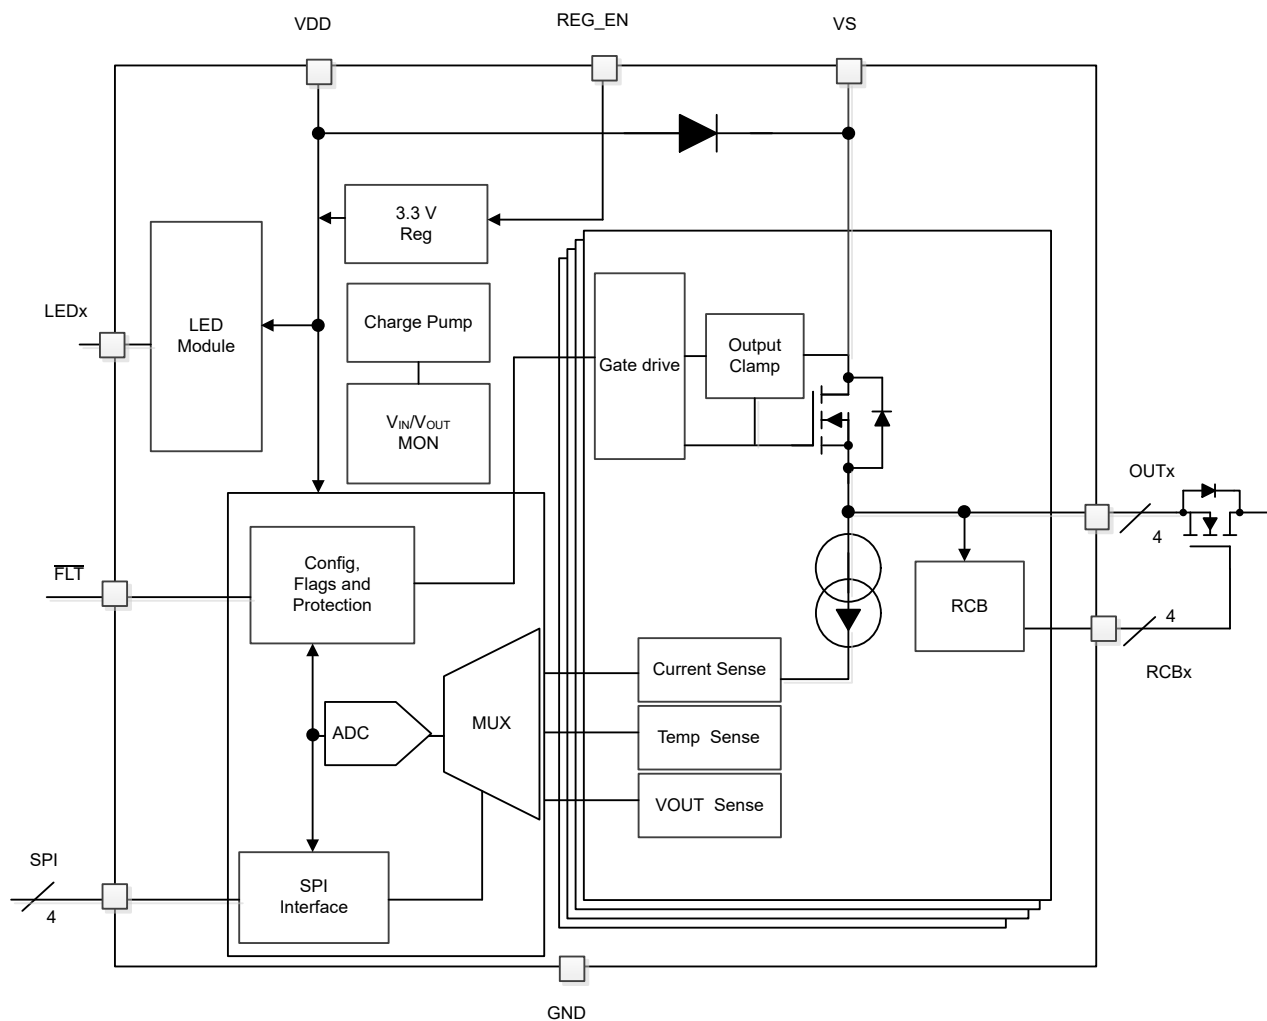 VDD
REG_EN
VS
3.3 V
Reg
LEDx
LED
Module
Charge Pump
VIN/VOUT
MON
Gate drive
Output
Clamp
OUTx
4
FLT
Config,
Flags and
Protection
RCB
4
RCBx
Current Sense
ADC
MUX
Temp Sense
VOUT Sense
SPI
4
SPI
Interface
GND